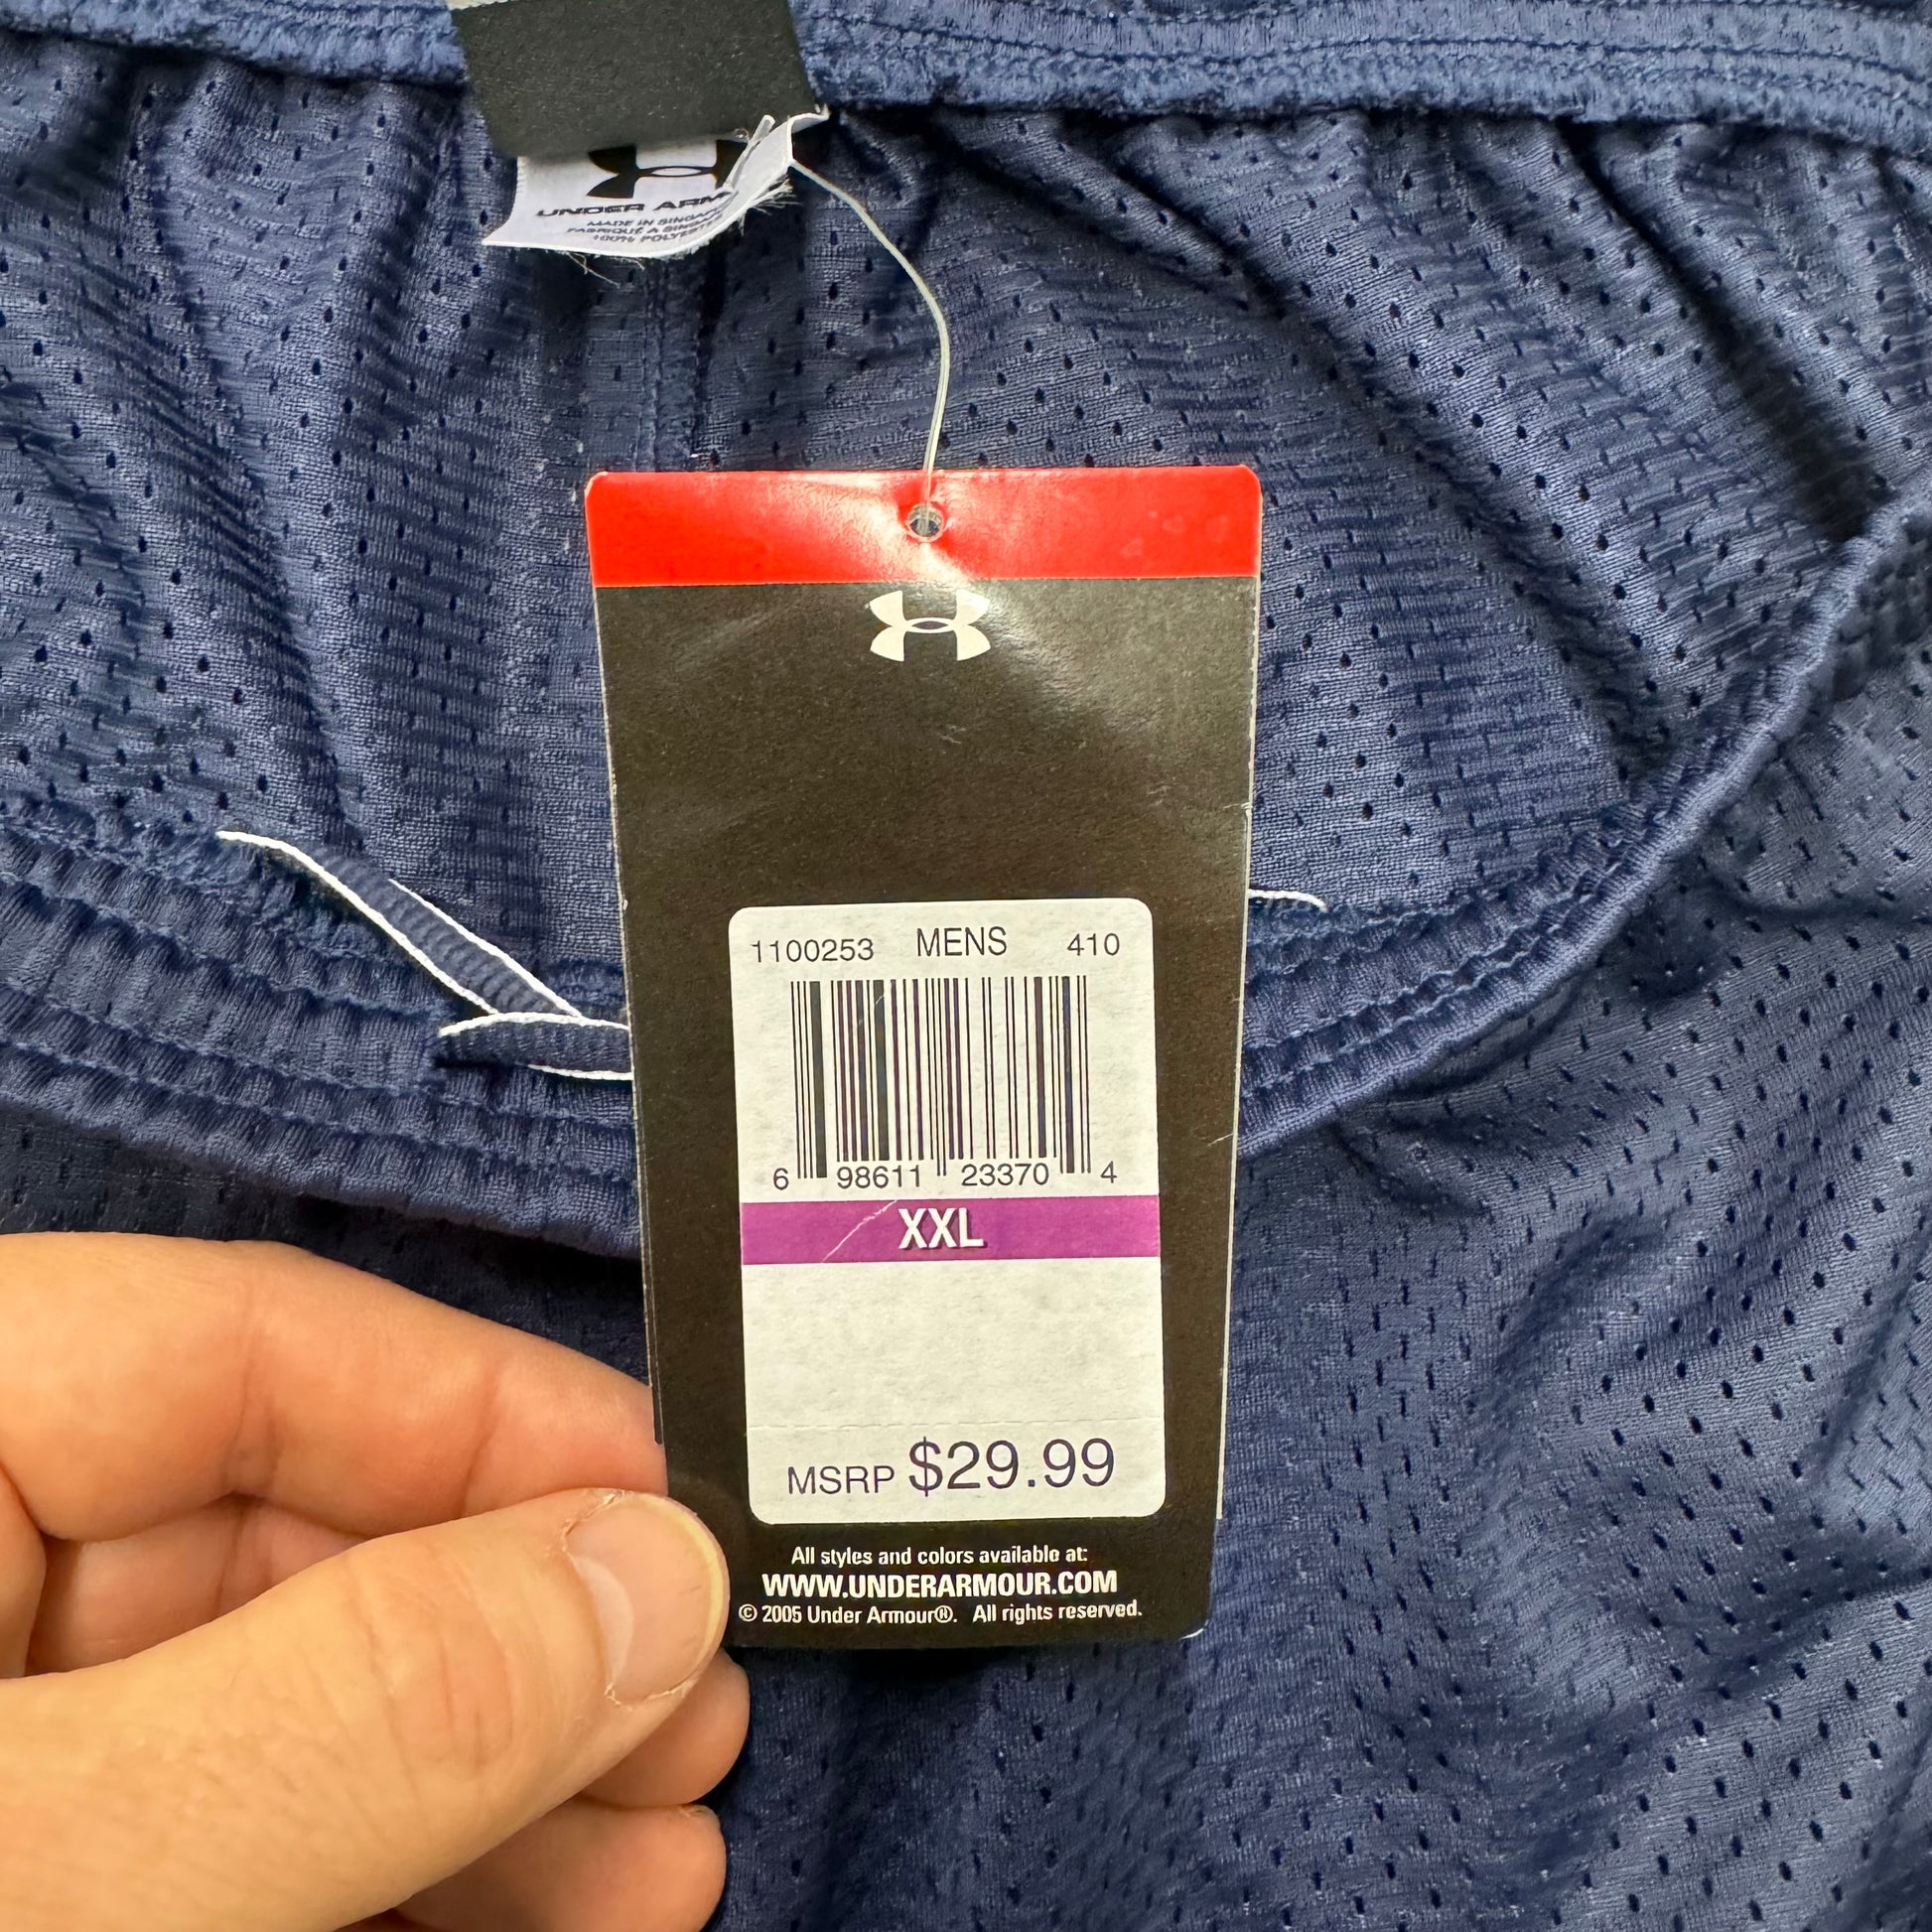 UNDER ARM
MADE IN SINGAP
FABRIQUÉ A SING
100% POLYEST
1100253 MENS 410
6 98611 23370 4
XXL
MSRP $29.99
All styles and colors available at:
WWW.UNDERARMOUR.COM
© 2005 Under Armour®. All rights reserved.